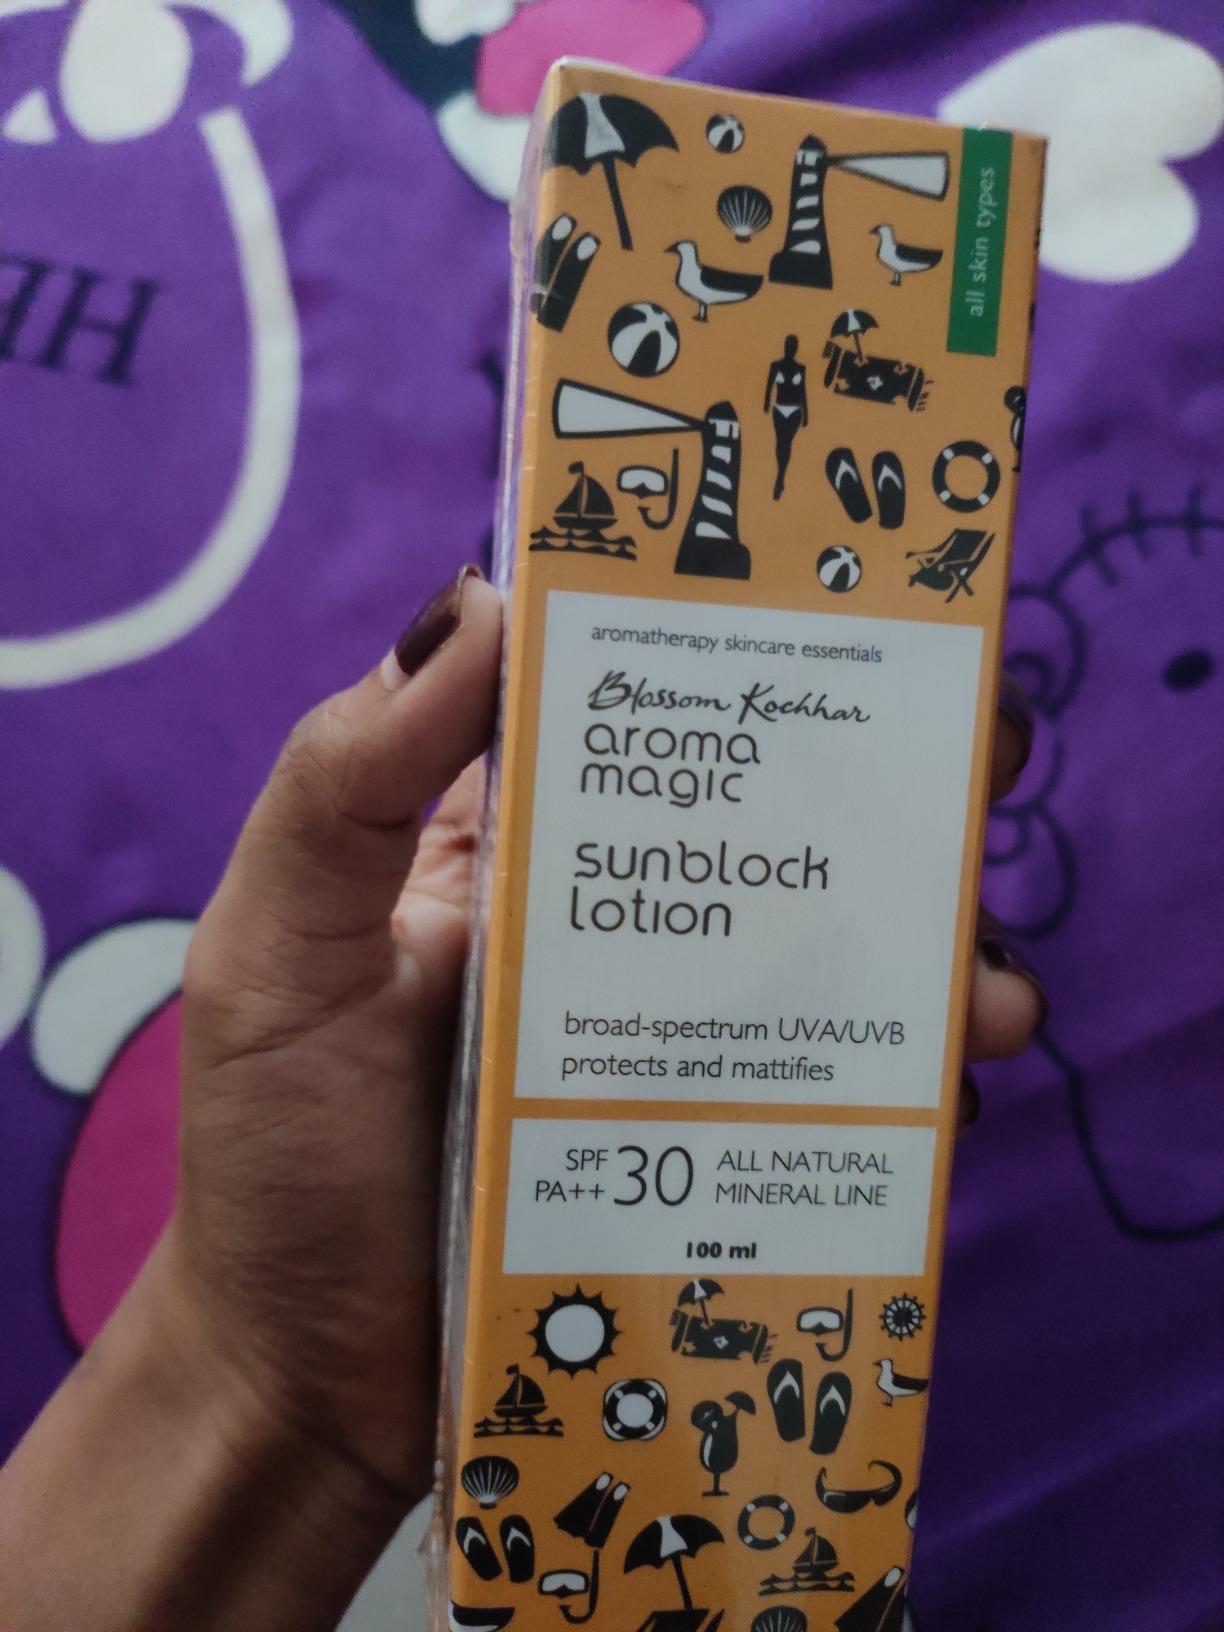 all skin types
aromatherapy skincare essentials
Blossom Kochhar
aroma
magic
sunblock
lotion
broad-spectrum UVA/UVB
protects and mattifies
SPF 30
PA++
ALL NATURAL
MINERAL LINE
100 ml